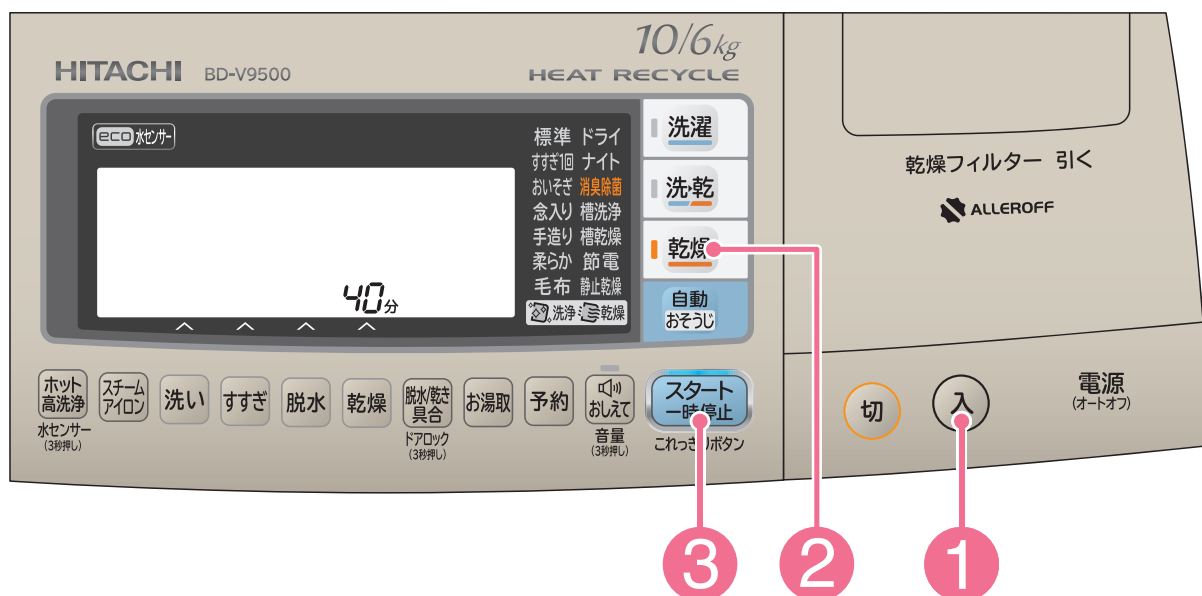 10/6kg
HITACHI BD-V9500
HEAT RECYCLE
eco水センサー
標準 ドライ
すすぎ1回 ナイト
おいそぎ 消臭除菌
念入り 槽洗浄
手造り 槽乾燥
柔らか 節電
毛布 静止乾燥
洗浄 乾燥
40分
洗濯
洗・乾
乾燥
自動
おそうじ
乾燥フィルター 引く
ALLEROFF
ホット
高洗浄
水センサー
(3秒押し)
スチーム
アイロン
洗い
すすぎ
脱水
乾燥
脱水/乾き
具合
ドアロック
(3秒押し)
お湯取
予約
おしえて
音量
(3秒押し)
スタート
一時停止
これっきりボタン
切
入
電源
(オートオフ)
3
2
1